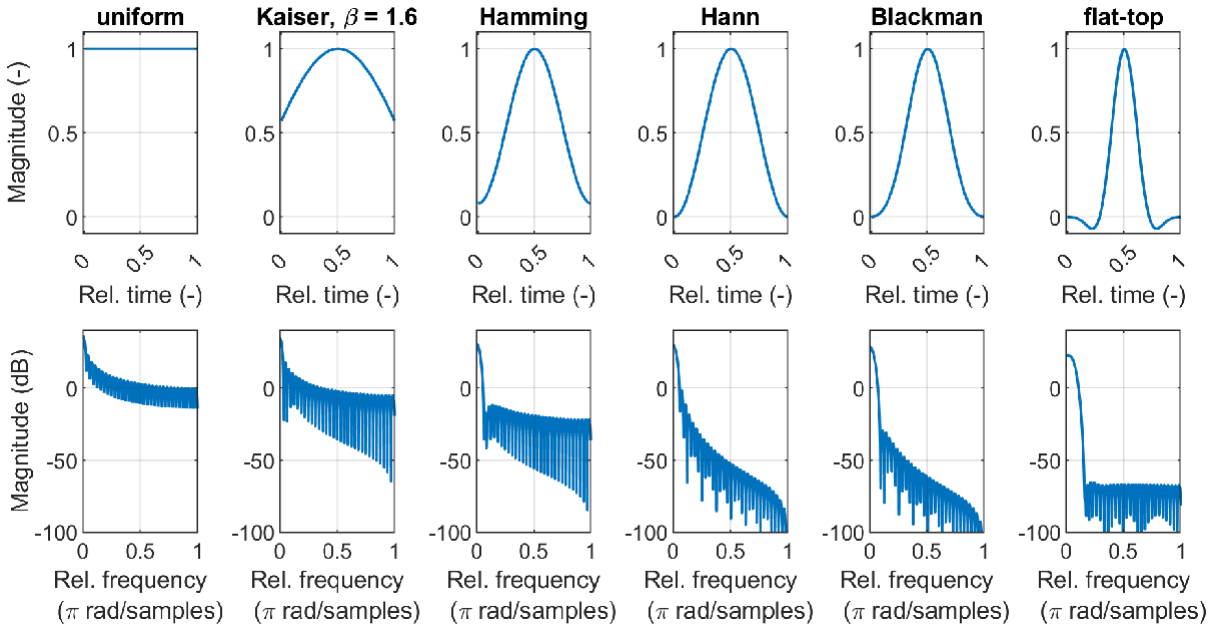 uniform
Kaiser, β = 1.6
Hamming
Hann
Blackman
flat-top
Magnitude (-)
1
0.5
0
0
0.5
1
Rel. time (-)
1
0.5
0
0
0.5
1
Rel. time (-)
1
0.5
0
0
0.5
1
Rel. time (-)
1
0.5
0
0
0.5
1
Rel. time (-)
1
0.5
0
0
0.5
1
Rel. time (-)
1
0.5
0
0
0.5
1
Rel. time (-)
Magnitude (dB)
0
-50
-100
0
0.5
1
Rel. frequency
(π rad/samples)
0
-50
-100
0
0.5
1
Rel. frequency
(π rad/samples)
0
-50
-100
0
0.5
1
Rel. frequency
(π rad/samples)
0
-50
-100
0
0.5
1
Rel. frequency
(π rad/samples)
0
-50
-100
0
0.5
1
Rel. frequency
(π rad/samples)
0
-50
-100
0
0.5
1
Rel. frequency
(π rad/samples)